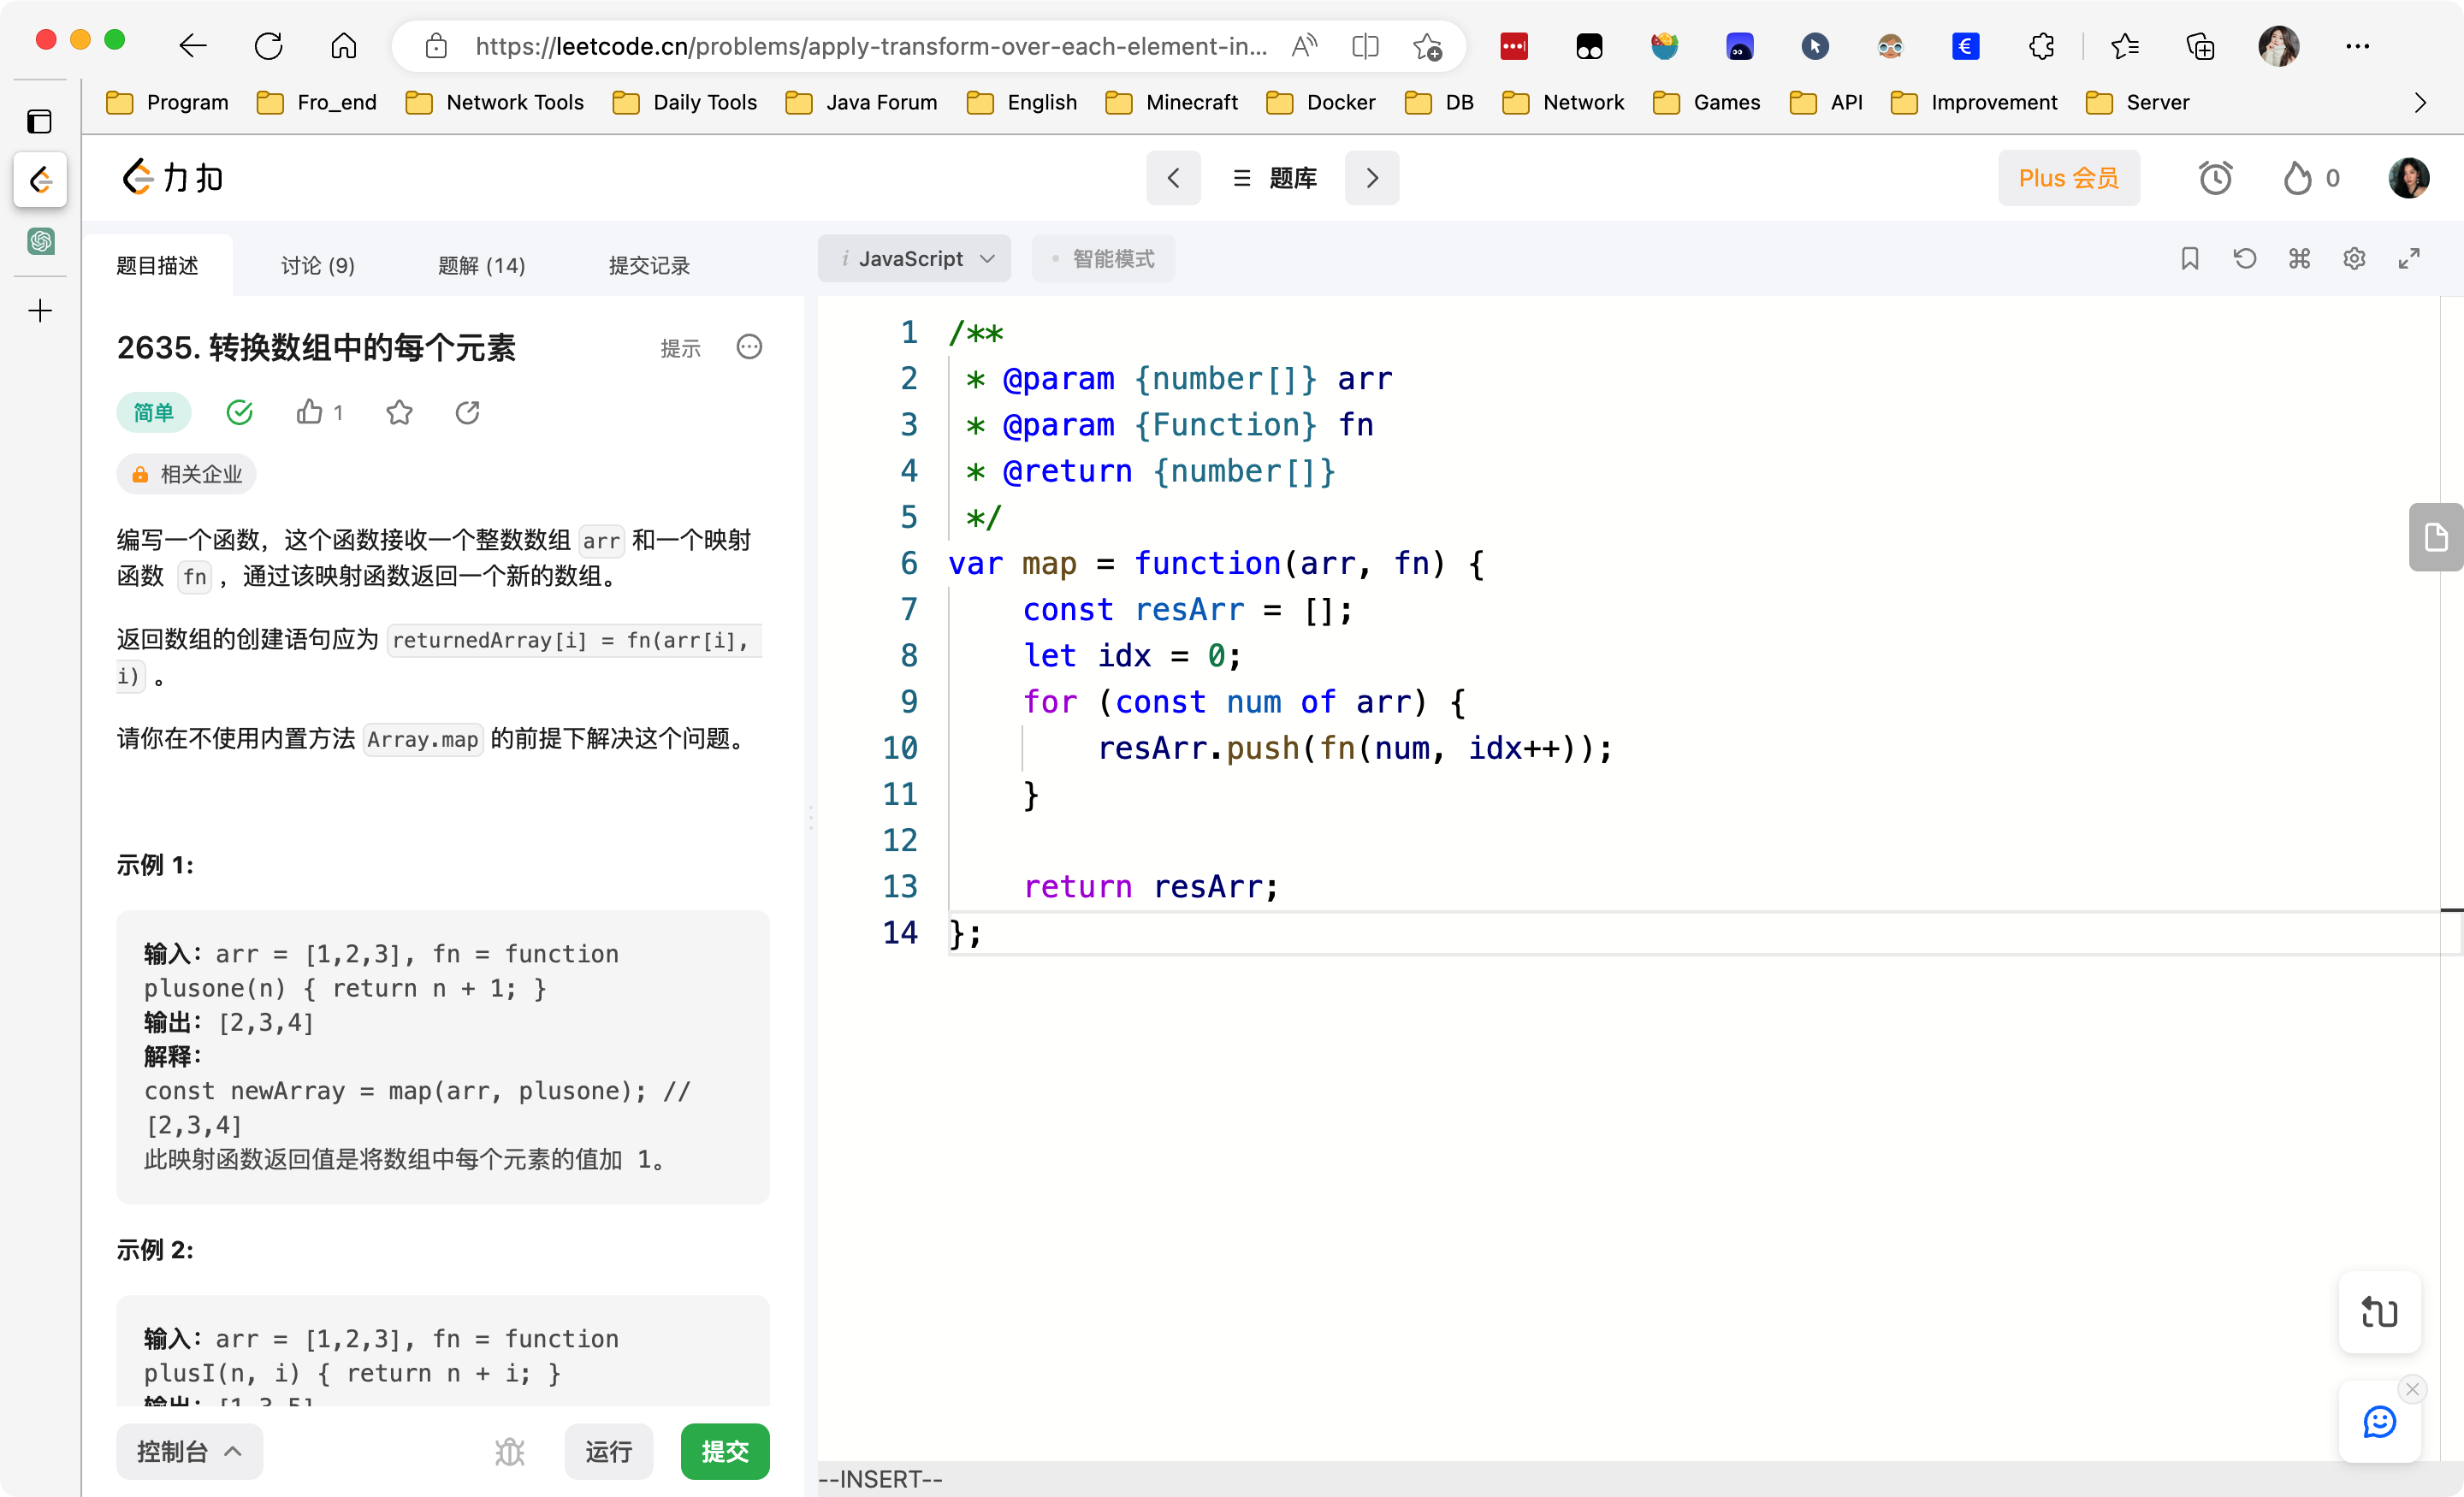 https://leetcode.cn/problems/apply-transform-over-each-element-in...
Program Fro_end Network Tools Daily Tools Java Forum English Minecraft Docker DB Network Games API Improvement Server
力扣
题库
Plus 会员
0
题目描述 讨论 (9) 题解 (14) 提交记录
i JavaScript 智能模式
2635. 转换数组中的每个元素
提示
简单 1
相关企业
编写一个函数，这个函数接收一个整数数组 arr 和一个映射
函数 fn ，通过该映射函数返回一个新的数组。
返回数组的创建语句应为 returnedArray[i] = fn(arr[i],
i) 。
请你在不使用内置方法 Array.map 的前提下解决这个问题。
示例 1:
输入：arr = [1,2,3], fn = function
plusone(n) { return n + 1; }
输出：[2,3,4]
解释：
const newArray = map(arr, plusone); //
[2,3,4]
此映射函数返回值是将数组中每个元素的值加 1。
示例 2:
输入：arr = [1,2,3], fn = function
plusI(n, i) { return n + i; }
输出：[1,3,5]
控制台
运行
提交
1 /**
2 * @param {number[]} arr
3 * @param {Function} fn
4 * @return {number[]}
5 */
6 var map = function(arr, fn) {
7 const resArr = [];
8 let idx = 0;
9 for (const num of arr) {
10 resArr.push(fn(num, idx++));
11 }
12
13 return resArr;
14 };
--INSERT--